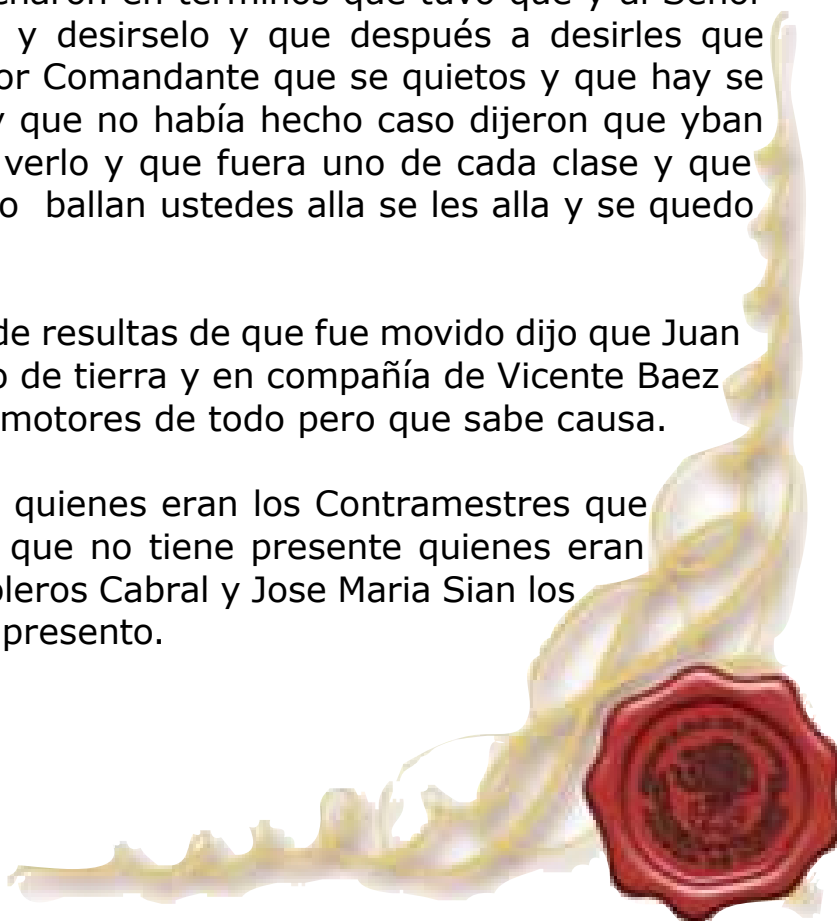 en términos que tuvo que y al Señor
y desirselo y que después a desirles que
Comandante que se quietos y que hay se
que no había hecho caso dijeron que yban
verlo y que fuera uno de cada clase y que
ballan ustedes alla se les alla y se quedo
de resultas de que fue movido dijo que Juan
de tierra y en compañía de Vicente Baez
motores de todo pero que sabe causa.
quienes eran los Contramestres que
que no tiene presente quienes eran
oleros Cabral y Jose Maria Sian los
presento.